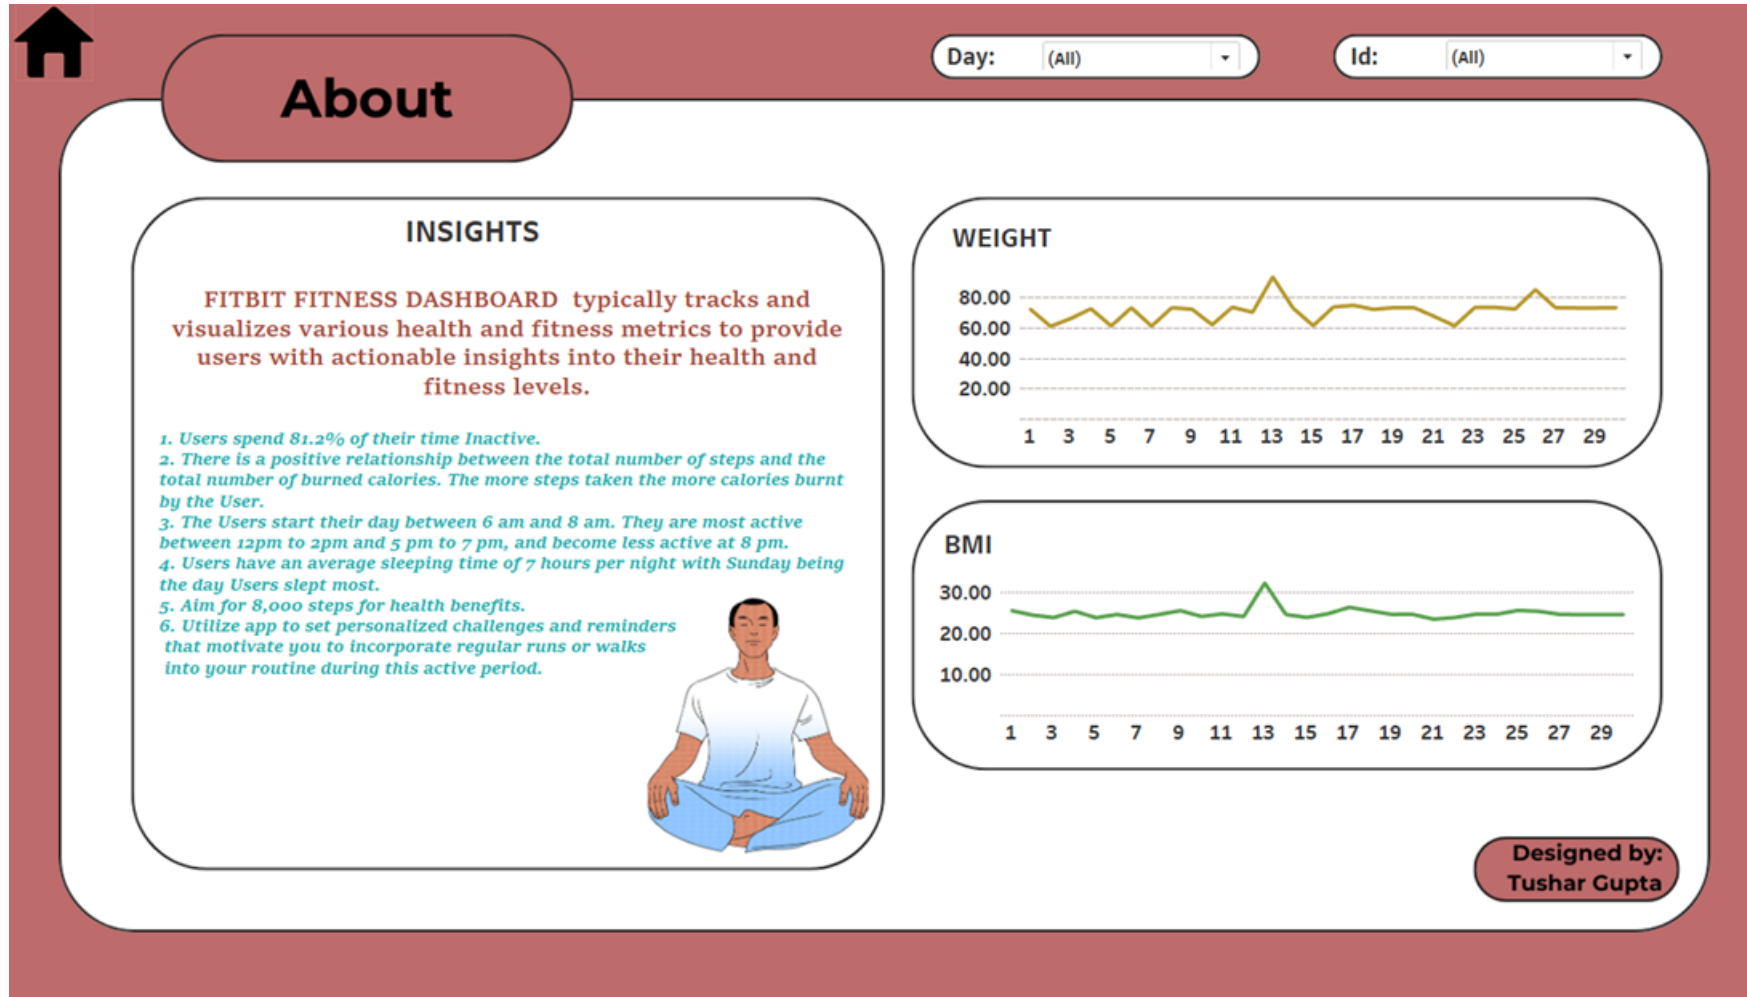 About
Day:
(All)
Id:
(All)
INSIGHTS
FITBIT FITNESS DASHBOARD typically tracks and
visualizes various health and fitness metrics to provide
users with actionable insights into their health and
fitness levels.
1. Users spend 81.2% of their time Inactive.
2. There is a positive relationship between the total number of steps and the
total number of burned calories. The more steps taken the more calories burnt
by the User.
3. The Users start their day between 6 am and 8 am. They are most active
between 12pm to 2pm and 5 pm to 7 pm, and become less active at 8 pm.
4. Users have an average sleeping time of 7 hours per night with Sunday being
the day Users slept most.
5. Aim for 8,000 steps for health benefits.
6. Utilize app to set personalized challenges and reminders
that motivate you to incorporate regular runs or walks
into your routine during this active period.
WEIGHT
80.00
60.00
40.00
20.00
1 3 5 7 9 11 13 15 17 19 21 23 25 27 29
BMI
30.00
20.00
10.00
1 3 5 7 9 11 13 15 17 19 21 23 25 27 29
Designed by:
Tushar Gupta